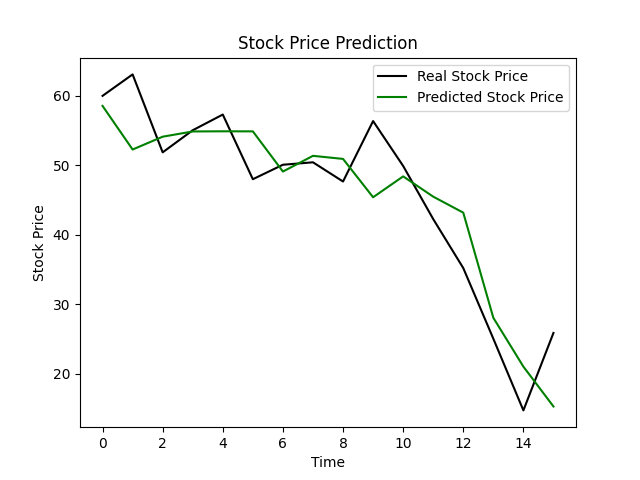 Stock Price Prediction
Real Stock Price
Predicted Stock Price
Stock Price
60
50
40
30
20
0 2 4 6 8 10 12 14
Time